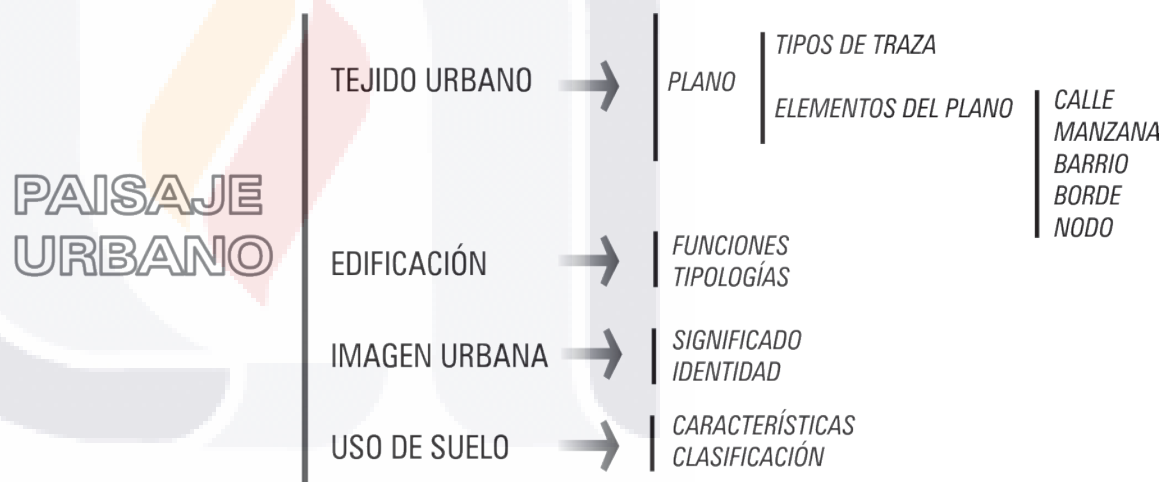 PAISAJE
URBANO
TEJIDO URBANO
PLANO
TIPOS DE TRAZA
ELEMENTOS DEL PLANO
CALLE
MANZANA
BARRIO
BORDE
NODO
EDIFICACIÓN
FUNCIONES
TIPOLOGÍAS
IMAGEN URBANA
SIGNIFICADO
IDENTIDAD
USO DE SUELO
CARACTERÍSTICAS
CLASIFICACIÓN